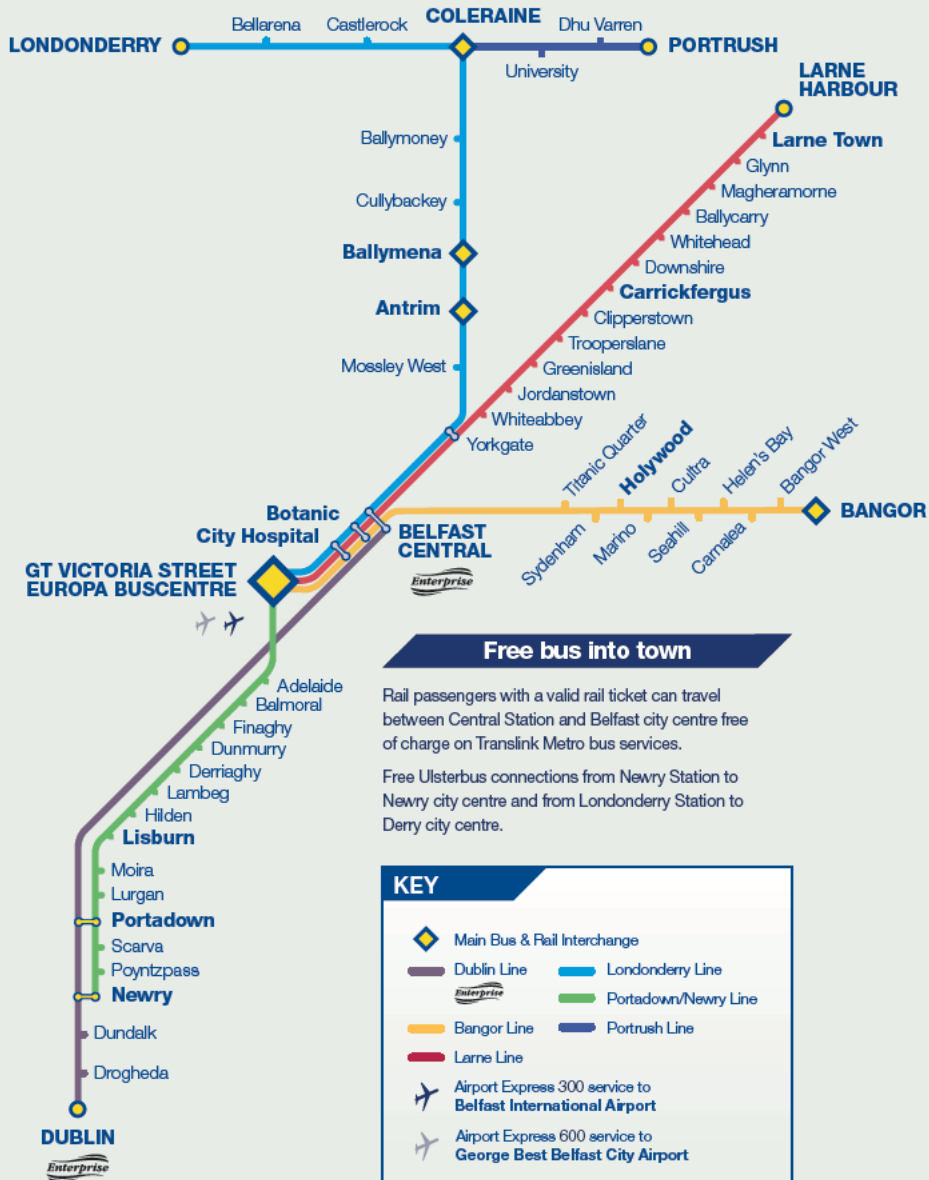 COLERAINE
Bellarena
Castlerock
Dhu Varren
LONDONDERRY
PORTRUSH
University
LARNE
HARBOUR
Ballymoney
Larne Town
Glynn
Cullybackey
Magheramorne
Ballycarry
Ballymena
Whitehead
Downshire
Antrim
Carrickfergus
Clipperstown
Trooperslane
Mossley West
Greenisland
Jordanstown
Whiteabbey
Yorkgate
Titanic Quarter
Holywood
Cultra
Helen's Bay
Bangor West
BANGOR
Sydenham
Marino
Seahill
Carnalea
Botanic
City Hospital
BELFAST
CENTRAL
Enterprise
GT VICTORIA STREET
EUROPA BUSCENTRE
Adelaide
Balmoral
Finaghy
Dunmurry
Derriaghy
Lambeg
Hilden
Lisburn
Moira
Lurgan
Portadown
Scarva
Poyntzpass
Newry
Dundalk
Drogheda
DUBLIN
Enterprise
Free bus into town
Rail passengers with a valid rail ticket can travel
between Central Station and Belfast city centre free
of charge on Translink Metro bus services.
Free Ulsterbus connections from Newry Station to
Newry city centre and from Londonderry Station to
Derry city centre.
KEY
Main Bus & Rail Interchange
Dublin Line
Enterprise
Londonderry Line
Portadown/Newry Line
Bangor Line
Portrush Line
Larne Line
Airport Express 300 service to
Belfast International Airport
Airport Express 600 service to
George Best Belfast City Airport